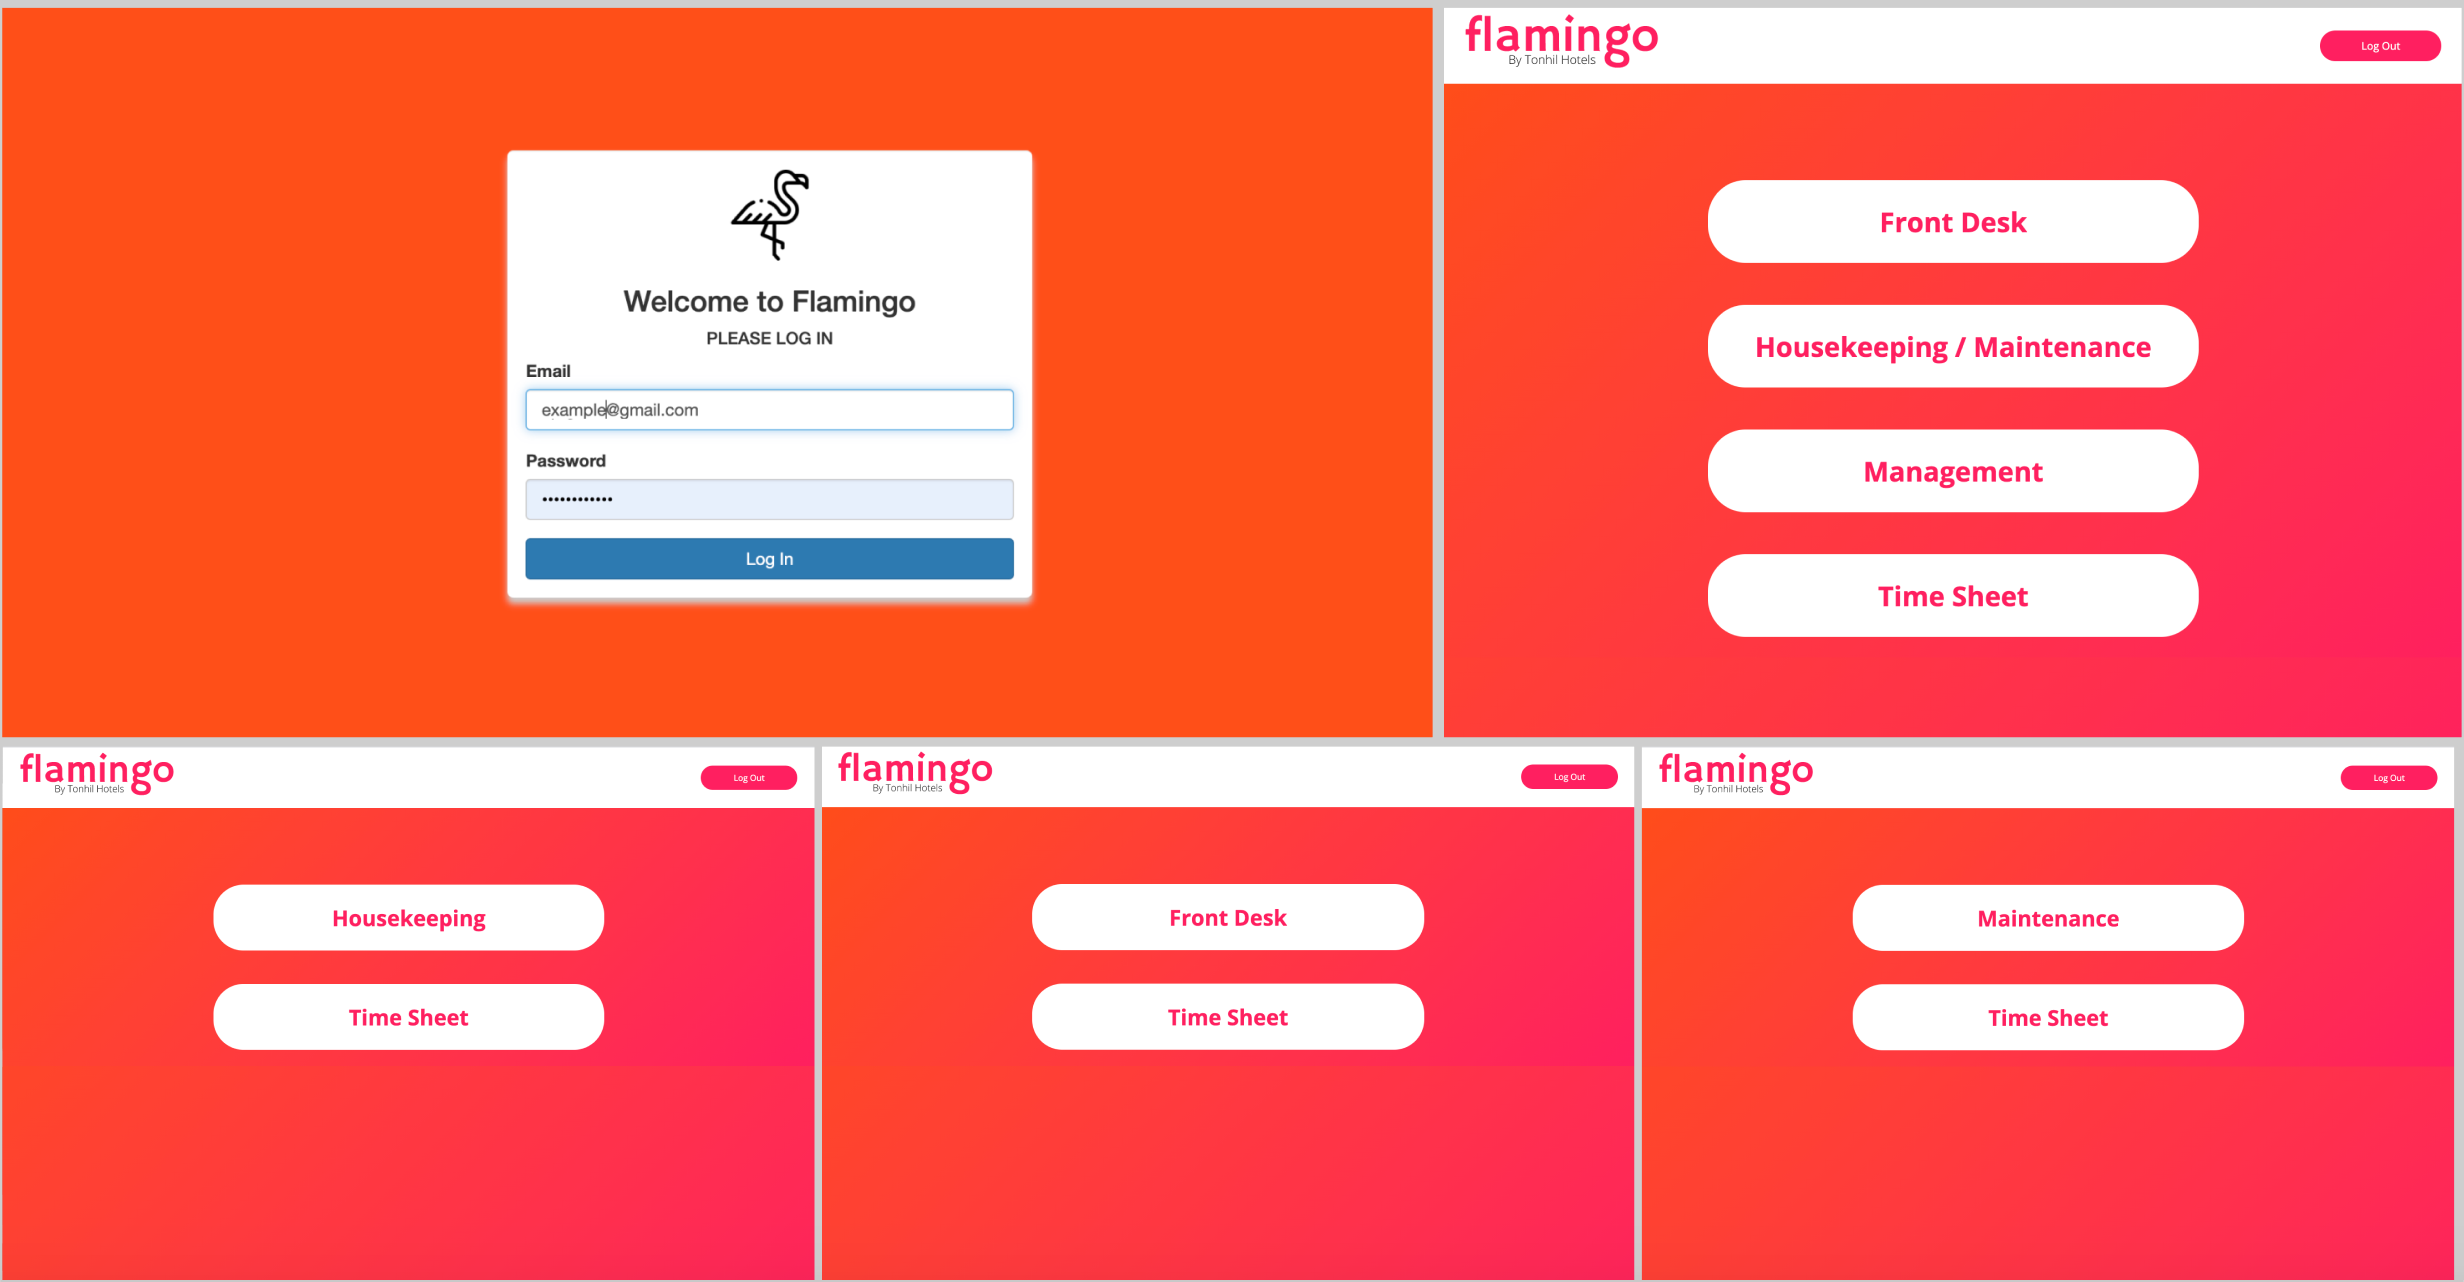 Welcome to Flamingo
PLEASE LOG IN
Email
example@gmail.com
Password
••••••••••••
Log In
flamingo
By Tonhil Hotels
Log Out
Front Desk
Housekeeping / Maintenance
Management
Time Sheet
flamingo
By Tonhil Hotels
Log Out
Housekeeping
Time Sheet
flamingo
By Tonhil Hotels
Log Out
Front Desk
Time Sheet
flamingo
By Tonhil Hotels
Log Out
Maintenance
Time Sheet